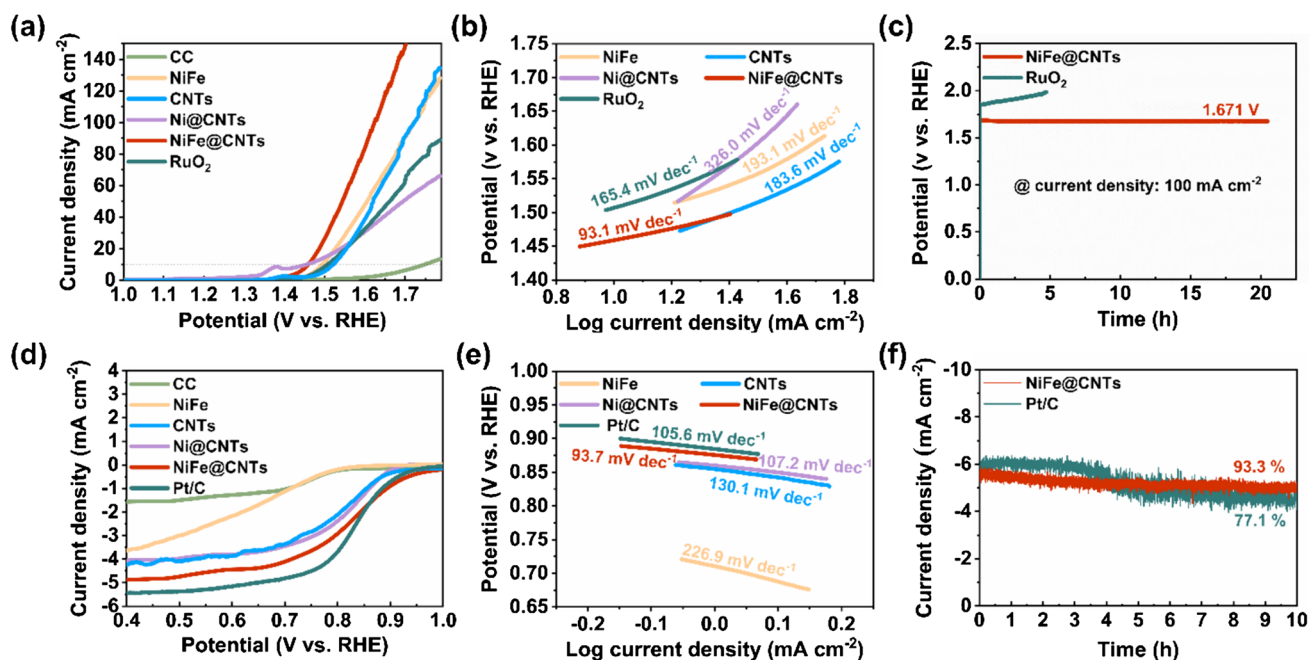 (a)
CC
NiFe
CNTs
Ni@CNTs
NiFe@CNTs
RuO₂
Current density (mA cm⁻²)
140
120
100
80
60
40
20
0
1.0 1.1 1.2 1.3 1.4 1.5 1.6 1.7
Potential (V vs. RHE)
(b)
NiFe CNTs
Ni@CNTs NiFe@CNTs
RuO₂
Potential (v vs. RHE)
1.75
1.70
1.65
1.60
1.55
1.50
1.45
1.40
165.4 mV dec⁻¹
326.0 mV dec⁻¹
193.1 mV dec⁻¹
183.6 mV dec⁻¹
93.1 mV dec⁻¹
0.8 1.0 1.2 1.4 1.6 1.8
Log current density (mA cm⁻²)
(c)
NiFe@CNTs
RuO₂
1.671 V
@ current density: 100 mA cm⁻²
Potential (v vs. RHE)
2.5
2.0
1.5
1.0
0.5
0.0
0 5 10 15 20
Time (h)
(d)
CC
NiFe
CNTs
Ni@CNTs
NiFe@CNTs
Pt/C
Current density (mA cm⁻²)
4
3
2
1
0
-1
-2
-3
-4
-5
-6
0.4 0.5 0.6 0.7 0.8 0.9 1.0
Potential (V vs. RHE)
(e)
NiFe CNTs
Ni@CNTs NiFe@CNTs
Pt/C
Potential (V vs. RHE)
1.00
0.95
0.90
0.85
0.80
0.75
0.70
0.65
105.6 mV dec⁻¹
93.7 mV dec⁻¹
107.2 mV dec⁻¹
130.1 mV dec⁻¹
226.9 mV dec⁻¹
-0.2 -0.1 0.0 0.1 0.2
Log current density (mA cm⁻²)
(f)
NiFe@CNTs
Pt/C
93.3 %
77.1 %
Current density (mA cm⁻²)
-10
-8
-6
-4
-2
0
0 1 2 3 4 5 6 7 8 9 10
Time (h)